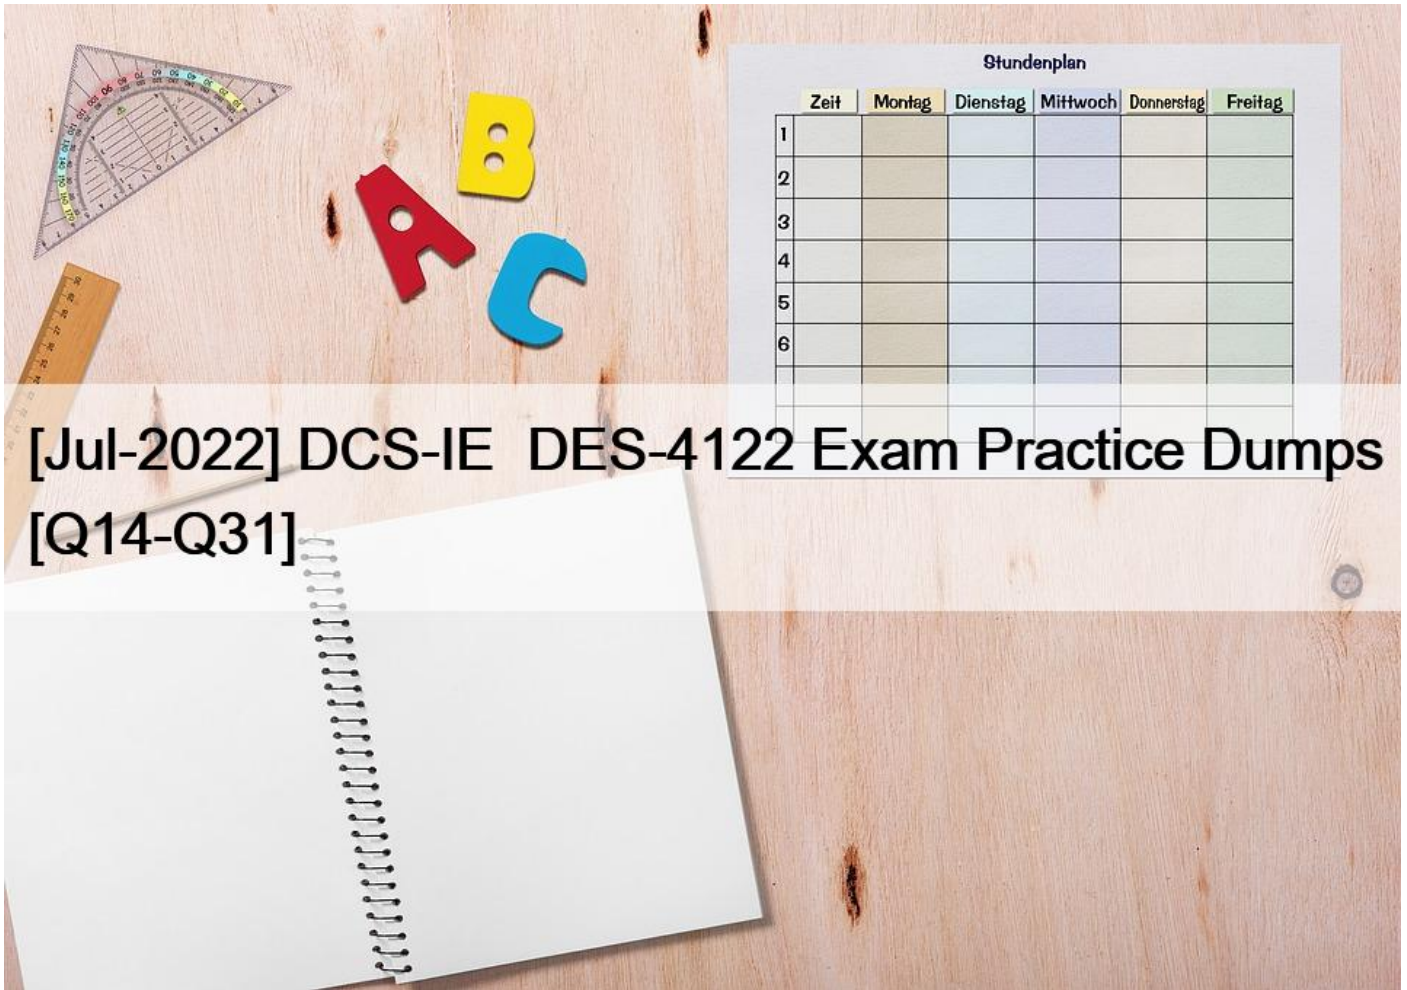 Stundenplan
Zeit Montag Dienstag Mittwoch Donnerstag Freitag
1
2
3
4
5
6
B
A
C
[Jul-2022] DCS-IE DES-4122 Exam Practice Dumps
[Q14-Q31]